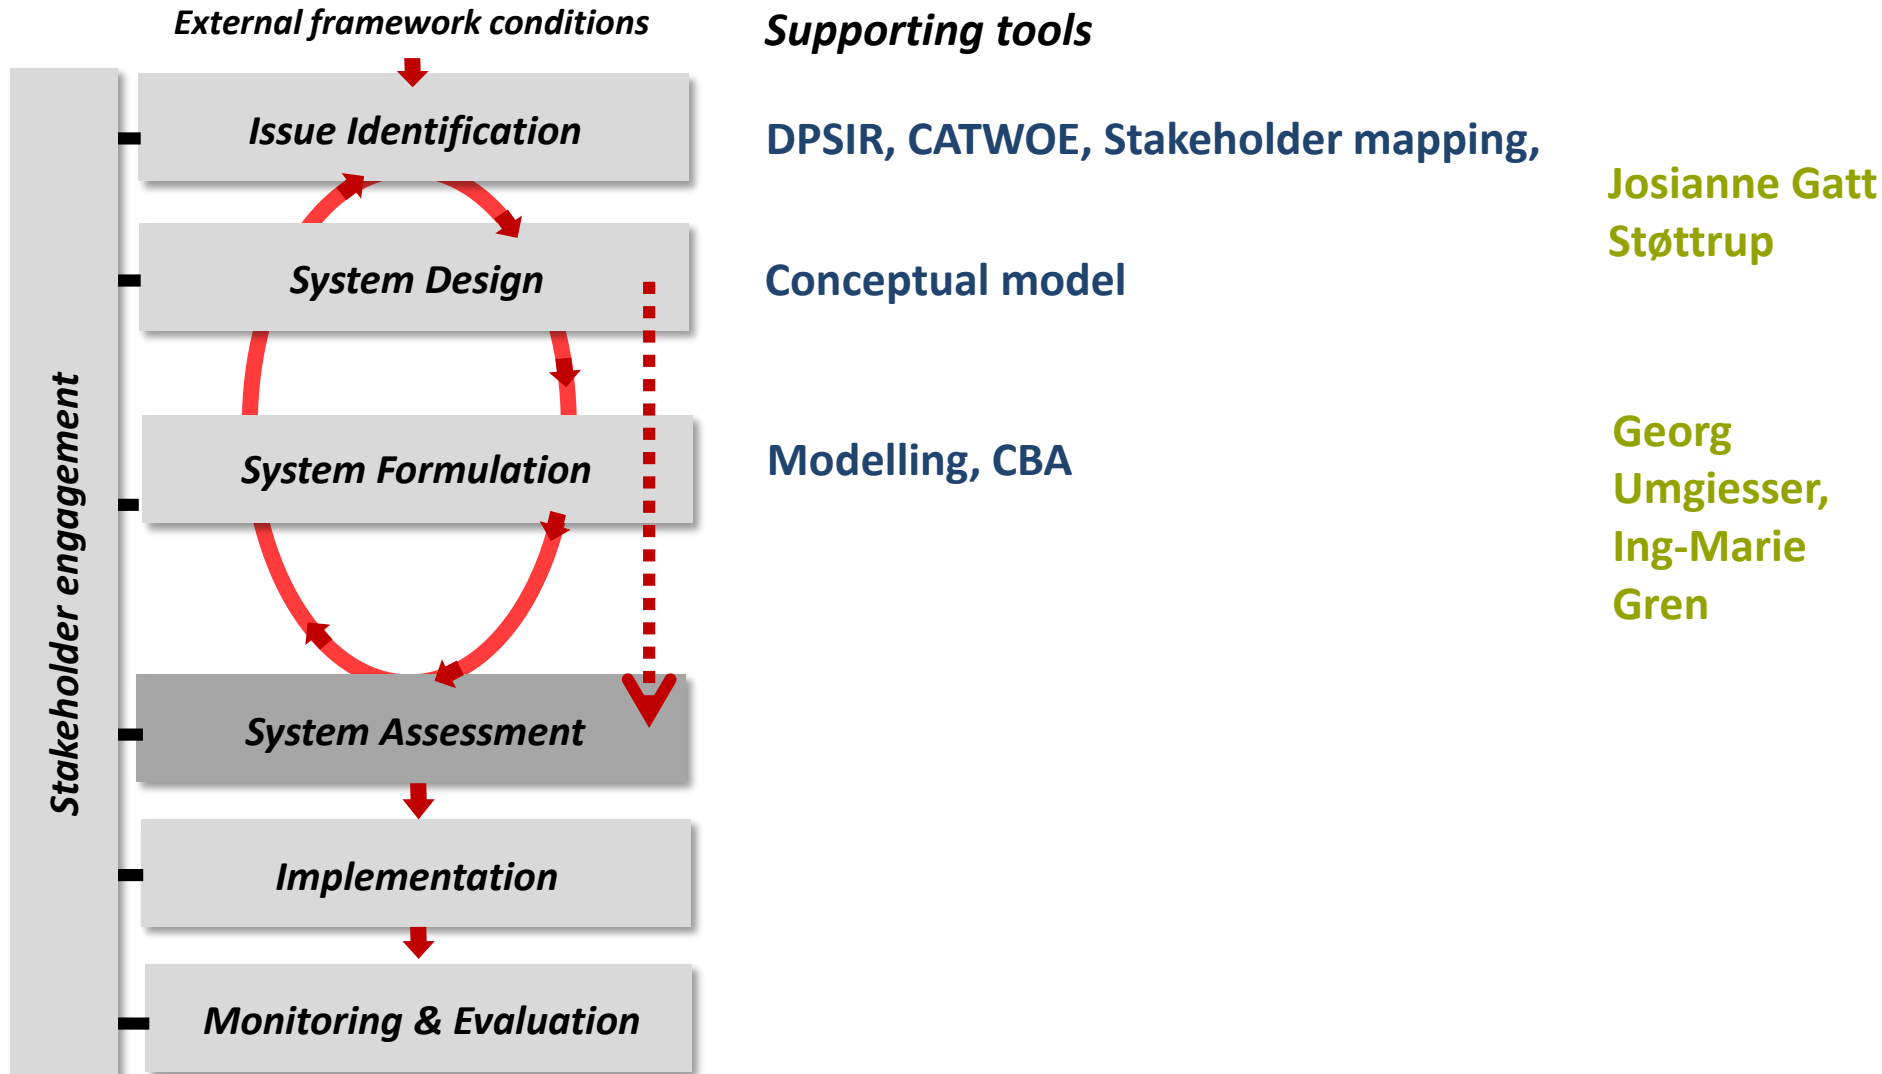 External framework conditions
Supporting tools
Issue Identification
DPSIR, CATWOE, Stakeholder mapping,
Josianne Gatt
Støttrup
System Design
Conceptual model
Stakeholder engagement
System Formulation
Modelling, CBA
Georg
Umgiesser,
Ing-Marie
Gren
System Assessment
Implementation
Monitoring & Evaluation